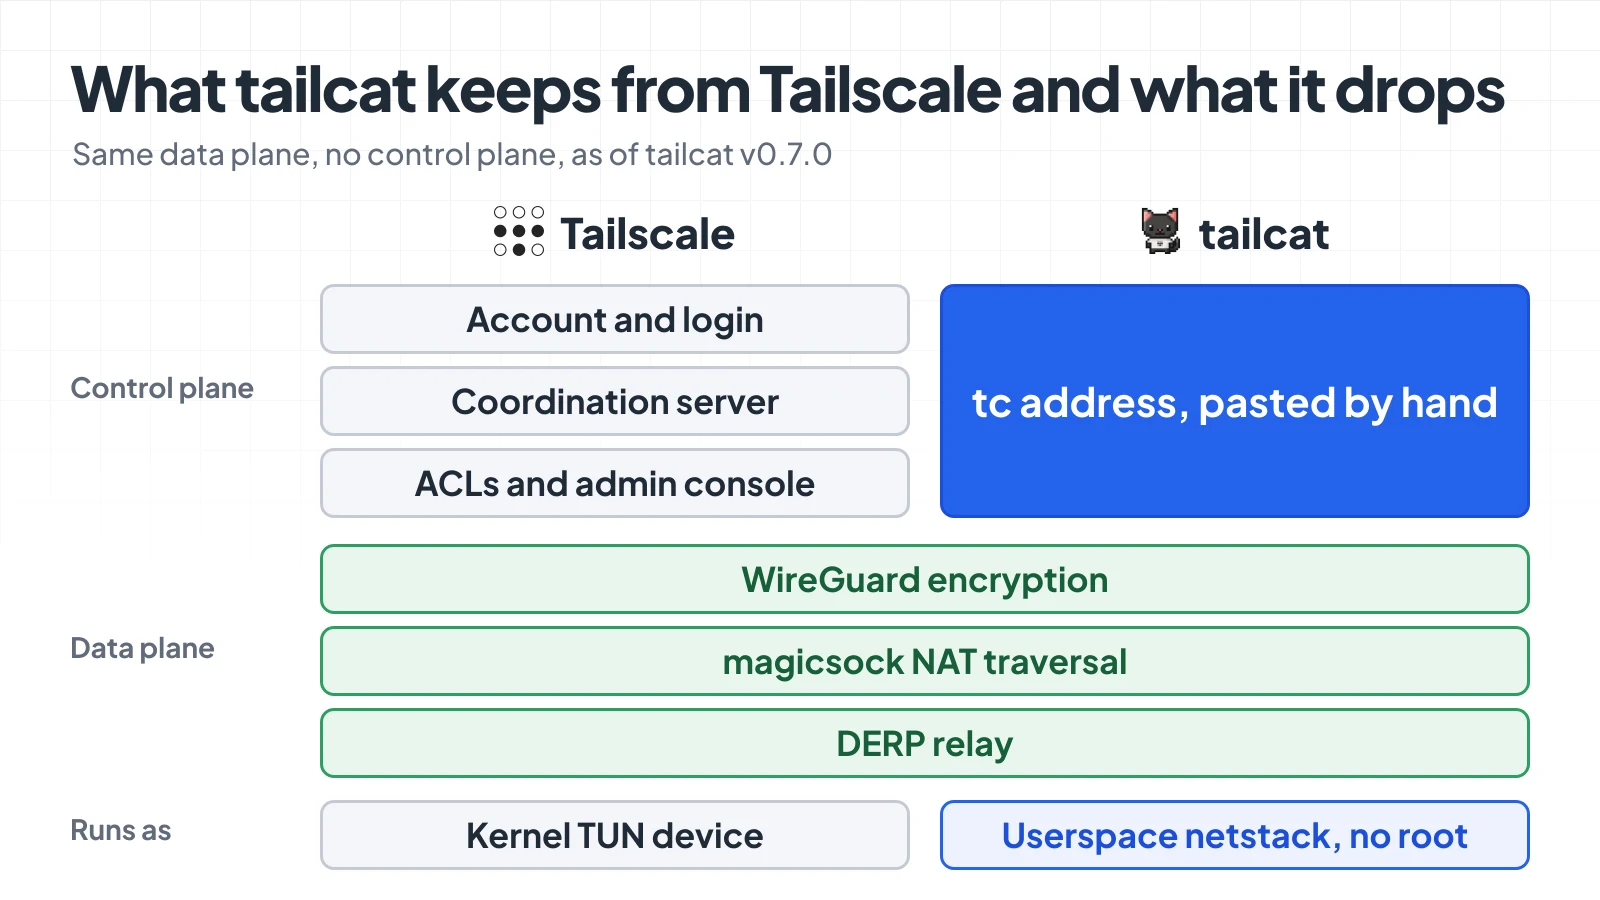 What tailcat keeps from Tailscale and what it drops
Same data plane, no control plane, as of tailcat v0.7.0
Tailscale
tailcat
Control plane
Account and login
Coordination server
ACLs and admin console
tc address, pasted by hand
Data plane
WireGuard encryption
magicsock NAT traversal
DERP relay
Runs as
Kernel TUN device
Userspace netstack, no root